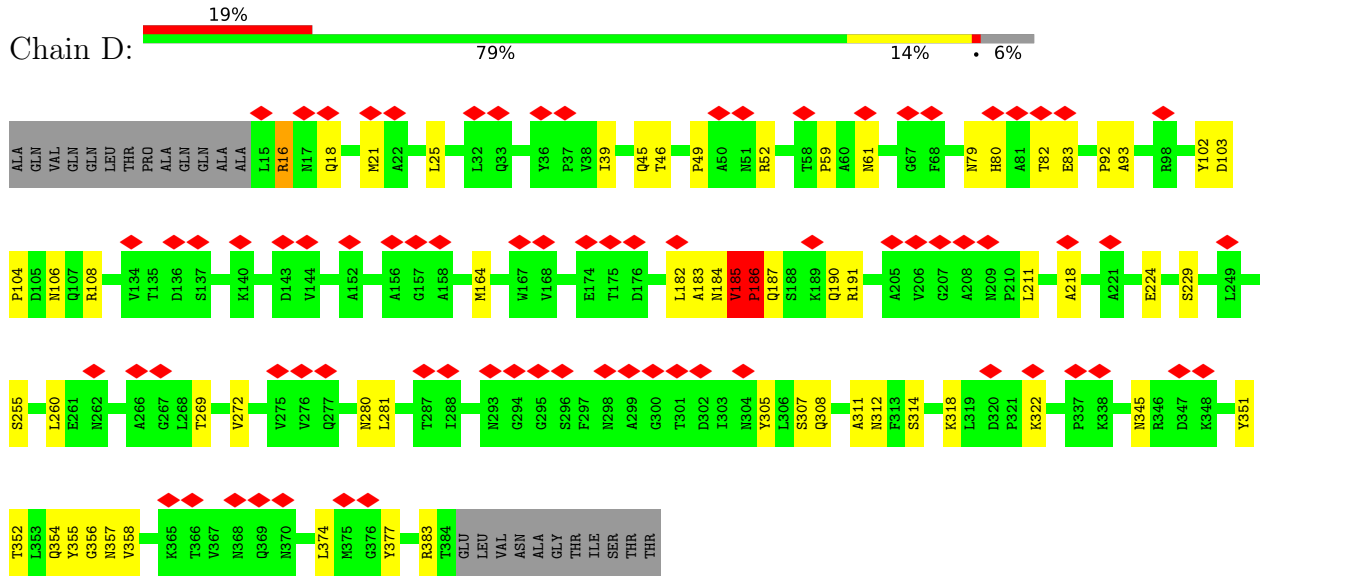 19%
Chain D:
79% 14% • 6%
ALA GLN VAL GLN GLN LEU THR PRO ALA GLN GLN ALA ALA L15 R16 N17 Q18 M21 A22 L25 L32 Q33 Y36 P37 V38 I39 Q45 T46 P49 A50 N51 R52 T58 P59 A60 N61 G67 F68 N79 H80 A81 T82 E83 P92 A93 R98 Y102 D103
P104 D105 N106 Q107 R108 V134 T135 D136 S137 K140 D143 V144 A152 A156 G157 A158 M164 W167 V168 E174 T175 D176 L182 A183 N184 V185 P186 Q187 S188 K189 Q190 R191 A205 V206 G207 A208 N209 P210 L211 A218 A221 E224 S229 L249
S255 L260 E261 N262 A266 G267 L268 T269 V272 V275 V276 Q277 N280 L281 T287 I288 N293 G294 G295 S296 F297 N298 A299 G300 T301 D302 I303 N304 Y305 L306 S307 Q308 A311 N312 F313 S314 K318 L319 D320 P321 K322 P337 K338 N345 R346 D347 K348 Y351
T352 L353 Q354 Y355 G356 N357 V358 K365 T366 V367 N368 Q369 N370 L374 M375 G376 Y377 R383 T384 GLU LEU VAL ASN ALA GLY THR ILE SER THR THR